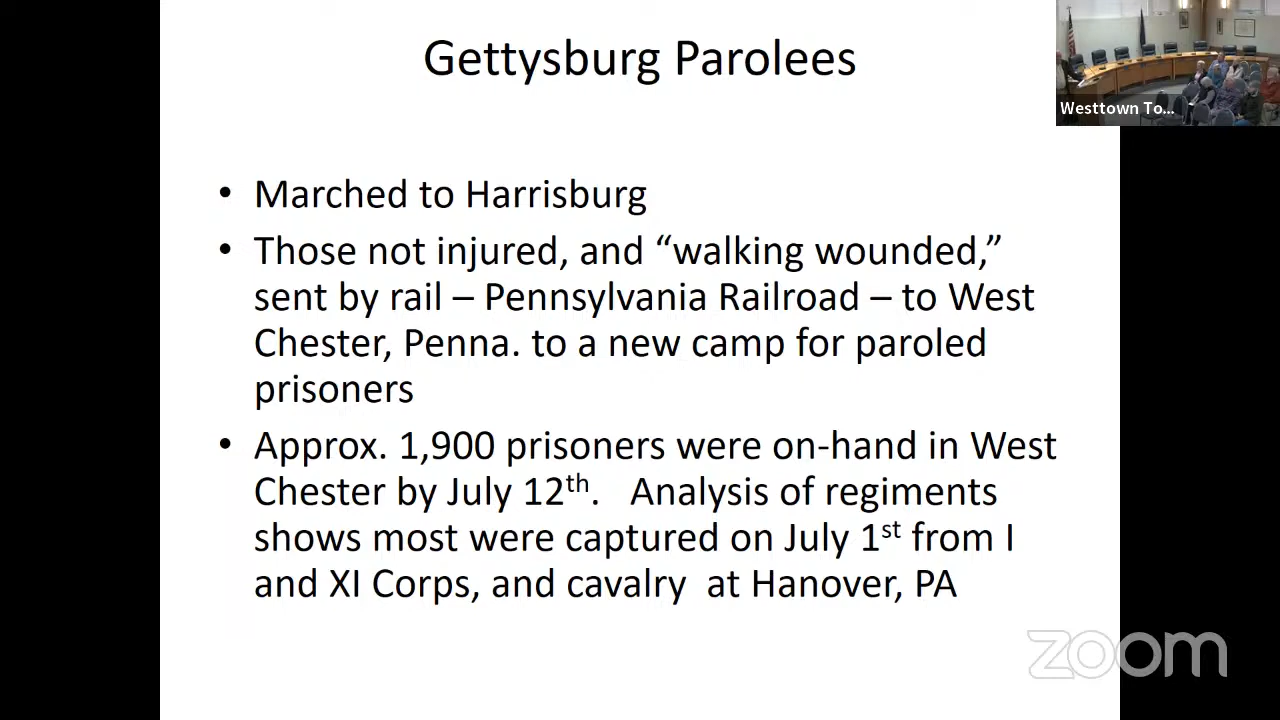 Gettysburg Parolees
Westtown To...
• Marched to Harrisburg
• Those not injured, and “walking wounded,”
sent by rail – Pennsylvania Railroad – to West
Chester, Penna. to a new camp for paroled
prisoners
• Approx. 1,900 prisoners were on-hand in West
Chester by July 12th. Analysis of regiments
shows most were captured on July 1st from I
and XI Corps, and cavalry at Hanover, PA
zoom